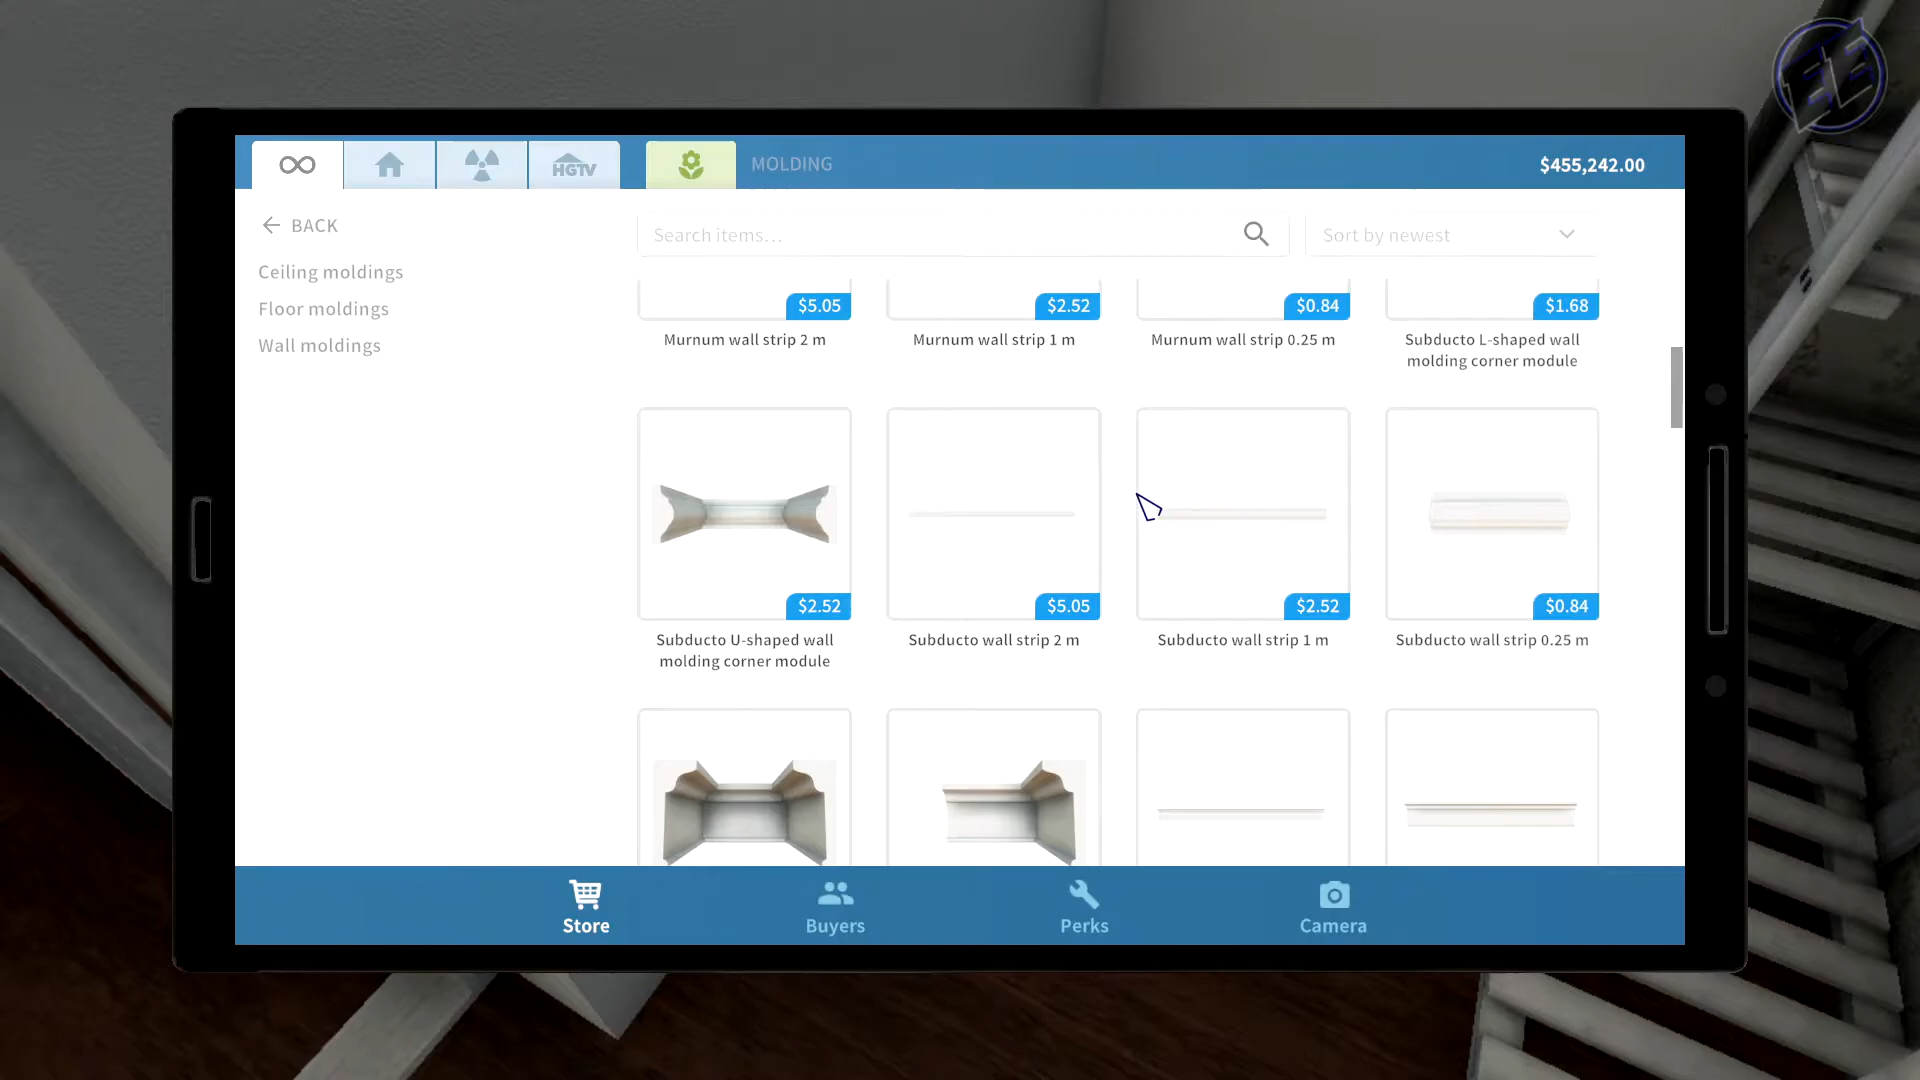 HGTV
MOLDING
$455,242.00
BACK
Search items...
Sort by newest
Ceiling moldings
Floor moldings
Wall moldings
$5.05
$2.52
$0.84
$1.68
Murnum wall strip 2 m
Murnum wall strip 1 m
Murnum wall strip 0.25 m
Subducto L-shaped wall
molding corner module
$2.52
$5.05
$2.52
$0.84
Subducto U-shaped wall
molding corner module
Subducto wall strip 2 m
Subducto wall strip 1 m
Subducto wall strip 0.25 m
Store
Buyers
Perks
Camera